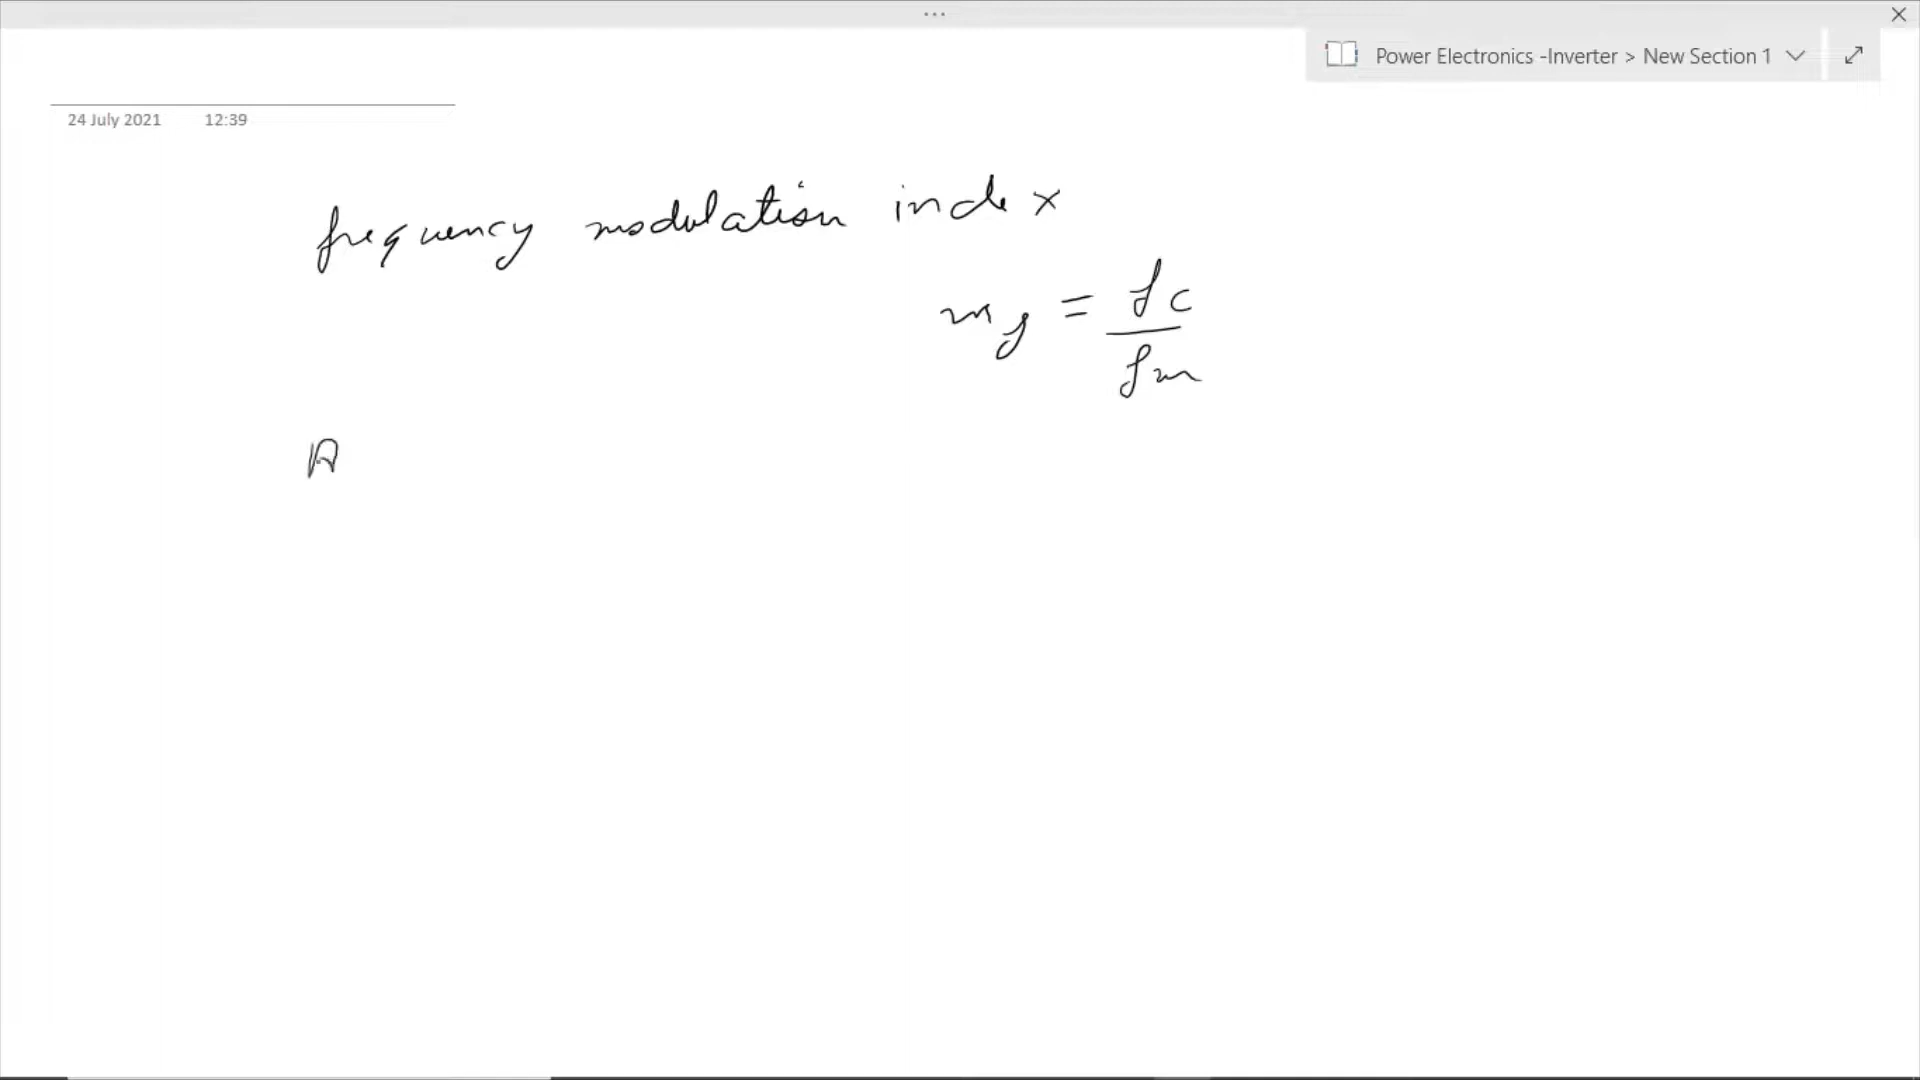 ...
Power Electronics -Inverter > New Section 1
24 July 2021 12:39
frequency modulation index
mf = fc
fm
A